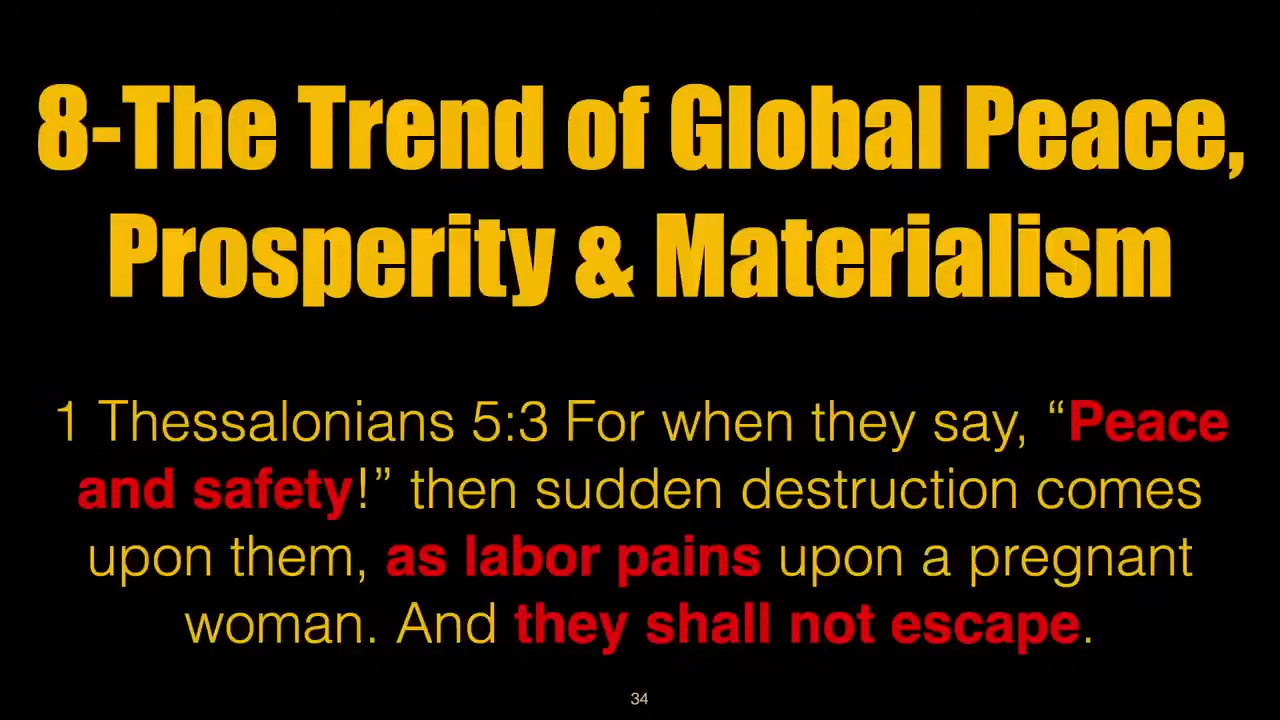 8-The Trend of Global Peace,
Prosperity & Materialism
1 Thessalonians 5:3 For when they say, “Peace
and safety!” then sudden destruction comes
upon them, as labor pains upon a pregnant
woman. And they shall not escape.
34